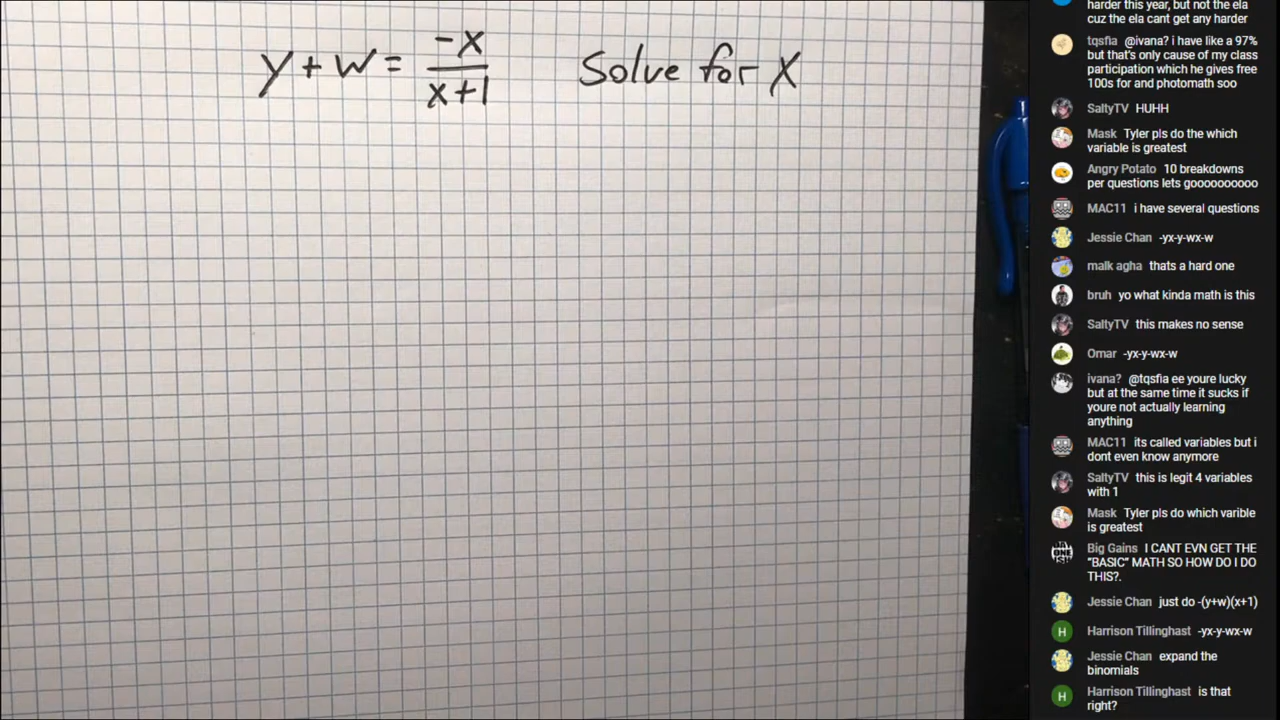 y + w = -x / x+1 Solve for X
harder this year, but not the ela
cuz the ela cant get any harder
tqsfia @ivana? i have like a 97%
but that's only cause of my class
participation which he gives free
100s for and photomath soo
SaltyTV HUHH
Mask Tyler pls do the which
variable is greatest
Angry Potato 10 breakdowns
per questions lets goooooooooo
MAC11 i have several questions
Jessie Chan -yx-y-wx-w
malk agha thats a hard one
bruh yo what kinda math is this
SaltyTV this makes no sense
Omar -yx-y-wx-w
ivana? @tqsfia ee youre lucky
but at the same time it sucks if
youre not actually learning
anything
MAC11 its called variables but i
dont even know anymore
SaltyTV this is legit 4 variables
with 1
Mask Tyler pls do which varible
is greatest
Big Gains I CANT EVN GET THE
"BASIC" MATH SO HOW DO I DO
THIS?.
Jessie Chan just do -(y+w)(x+1)
H Harrison Tillinghast -yx-y-wx-w
Jessie Chan expand the
binomials
H Harrison Tillinghast is that
right?